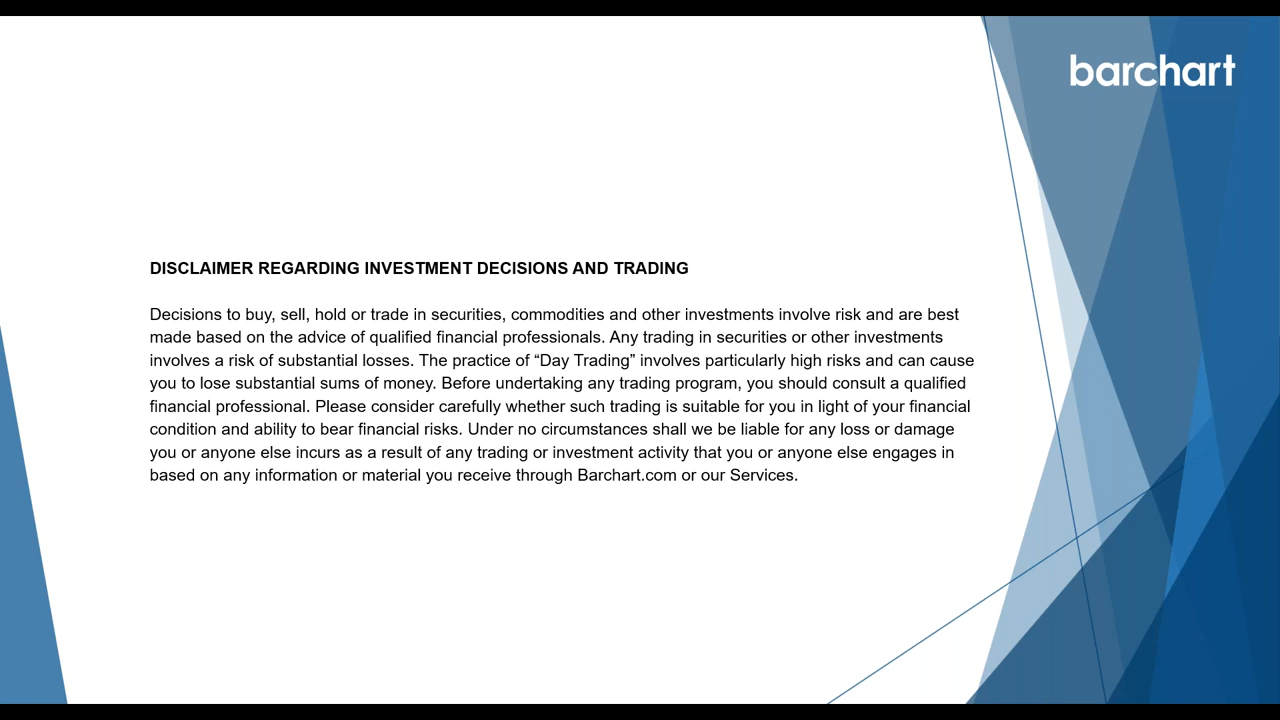 barchart
DISCLAIMER REGARDING INVESTMENT DECISIONS AND TRADING
Decisions to buy, sell, hold or trade in securities, commodities and other investments involve risk and are best
made based on the advice of qualified financial professionals. Any trading in securities or other investments
involves a risk of substantial losses. The practice of “Day Trading” involves particularly high risks and can cause
you to lose substantial sums of money. Before undertaking any trading program, you should consult a qualified
financial professional. Please consider carefully whether such trading is suitable for you in light of your financial
condition and ability to bear financial risks. Under no circumstances shall we be liable for any loss or damage
you or anyone else incurs as a result of any trading or investment activity that you or anyone else engages in
based on any information or material you receive through Barchart.com or our Services.